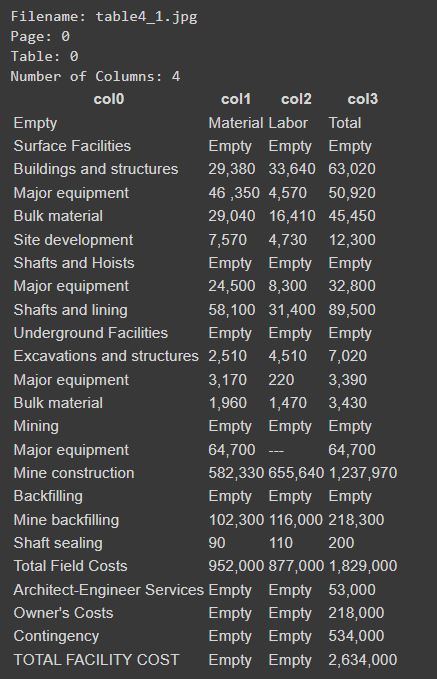 Filename: table4_1.jpg
Page: 0
Table: 0
Number of Columns: 4
col0 col1 col2 col3
Empty Material Labor Total
Surface Facilities Empty Empty Empty
Buildings and structures 29,380 33,640 63,020
Major equipment 46 ,350 4,570 50,920
Bulk material 29,040 16,410 45,450
Site development 7,570 4,730 12,300
Shafts and Hoists Empty Empty Empty
Major equipment 24,500 8,300 32,800
Shafts and lining 58,100 31,400 89,500
Underground Facilities Empty Empty Empty
Excavations and structures 2,510 4,510 7,020
Major equipment 3,170 220 3,390
Bulk material 1,960 1,470 3,430
Mining Empty Empty Empty
Major equipment 64,700 --- 64,700
Mine construction 582,330 655,640 1,237,970
Backfilling Empty Empty Empty
Mine backfilling 102,300 116,000 218,300
Shaft sealing 90 110 200
Total Field Costs 952,000 877,000 1,829,000
Architect-Engineer Services Empty Empty 53,000
Owner's Costs Empty Empty 218,000
Contingency Empty Empty 534,000
TOTAL FACILITY COST Empty Empty 2,634,000